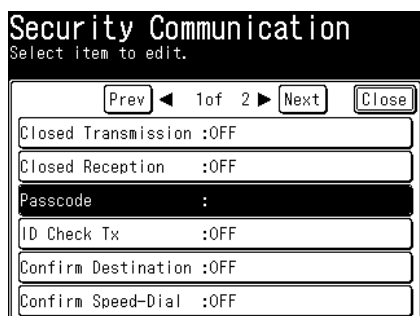 Security Communication
Select item to edit.
Prev ◀ 1of 2 ▶ Next Close
Closed Transmission :OFF
Closed Reception :OFF
Passcode :
ID Check Tx :OFF
Confirm Destination :OFF
Confirm Speed-Dial :OFF